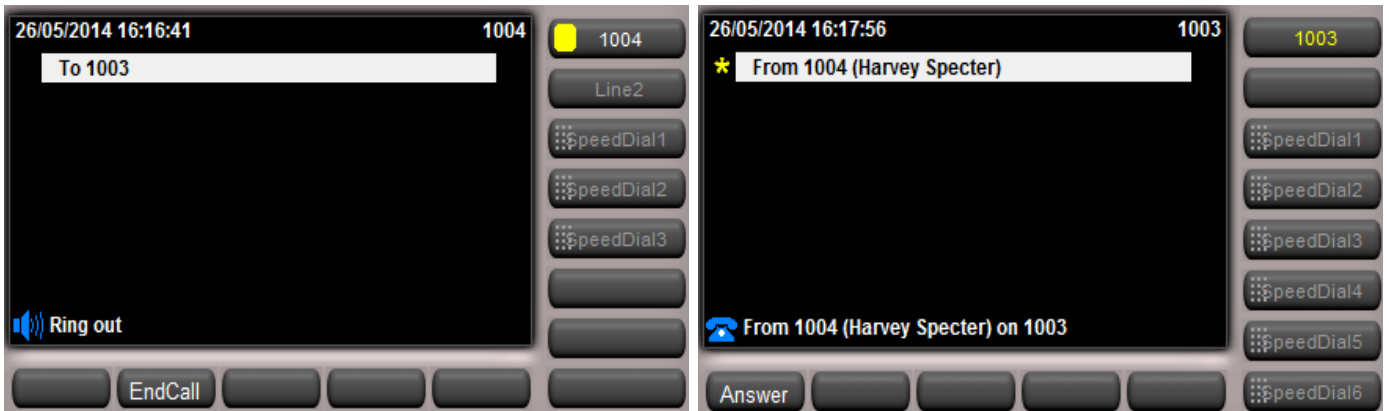 26/05/2014 16:16:41 1004
To 1003
Ring out
EndCall
1004
Line2
SpeedDial1
SpeedDial2
SpeedDial3
26/05/2014 16:17:56 1003
* From 1004 (Harvey Specter)
From 1004 (Harvey Specter) on 1003
Answer
1003
SpeedDial1
SpeedDial2
SpeedDial3
SpeedDial4
SpeedDial5
SpeedDial6